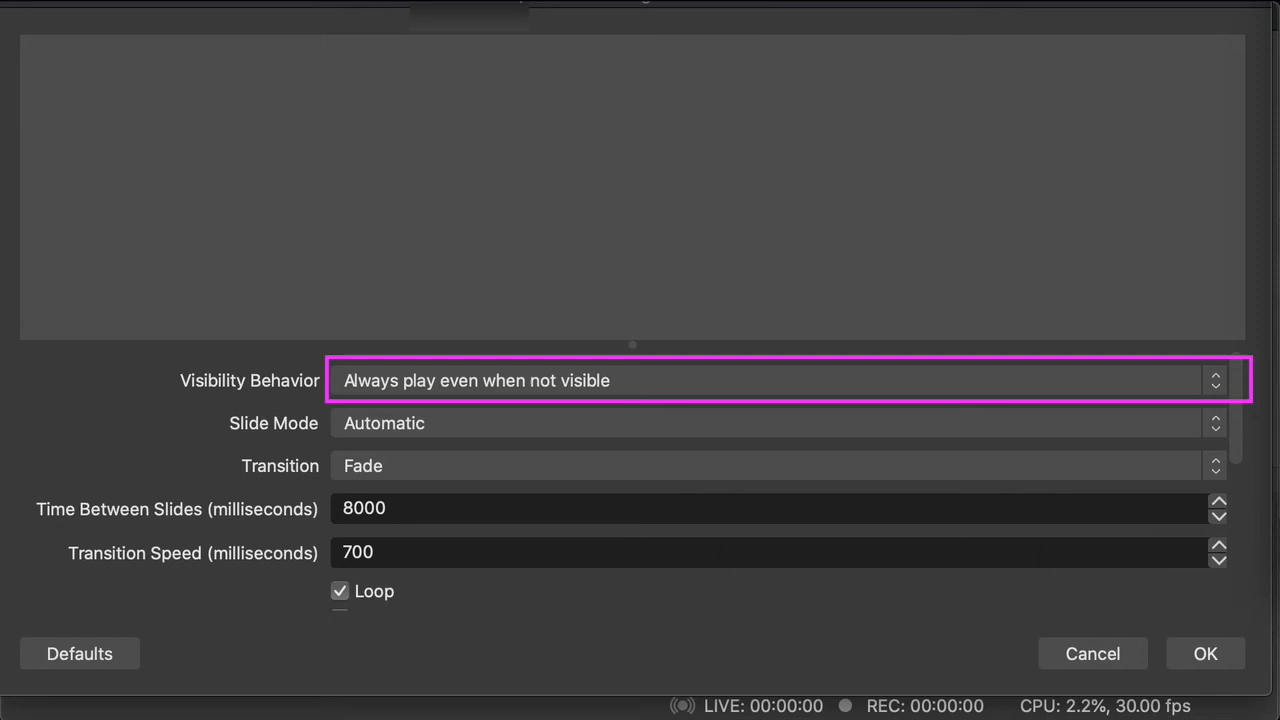 Visibility Behavior Always play even when not visible
Slide Mode Automatic
Transition Fade
Time Between Slides (milliseconds) 8000
Transition Speed (milliseconds) 700
Loop
Defaults Cancel OK
LIVE: 00:00:00 REC: 00:00:00 CPU: 2.2%, 30.00 fps